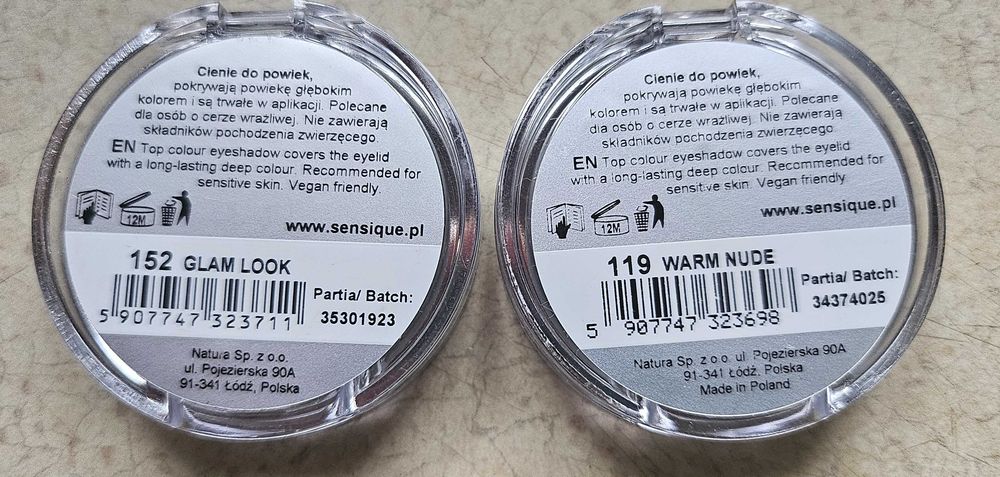 Cienie do powiek,
pokrywają powiekę głębokim
kolorem i są trwałe w aplikacji. Polecane
dla osób o cerze wrażliwej. Nie zawierają
składników pochodzenia zwierzęcego.
EN Top colour eyeshadow covers the eyelid
with a long-lasting deep colour. Recommended for
sensitive skin. Vegan friendly.
12M
www.sensique.pl
152 GLAM LOOK
5 907747 323711
Partia/ Batch:
35301923
Natura Sp. z o.o.
ul. Pojezierska 90A
91-341 Łódź, Polska
Cienie do powiek,
pokrywają powiekę głębokim
kolorem i są trwałe w aplikacji. Polecane
dla osób o cerze wrażliwej. Nie zawierają
składników pochodzenia zwierzęcego.
EN Top colour eyeshadow covers the eyelid
with a long-lasting deep colour. Recommended for
sensitive skin. Vegan friendly.
12M
www.sensique.pl
119 WARM NUDE
5 907747 323698
Partia/ Batch:
34374025
Natura Sp. z o.o. ul. Pojezierska 90A
91-341 Łódź, Polska
Made in Poland